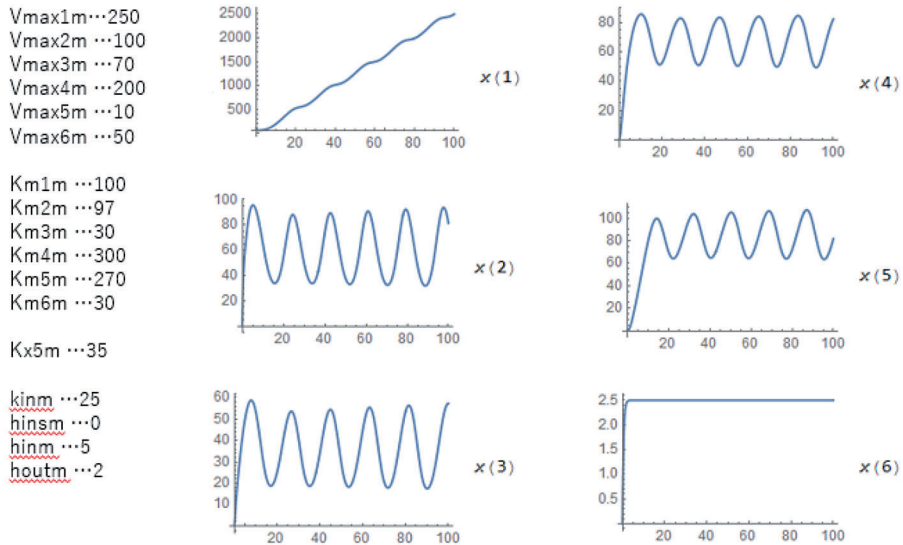 Vmax1m…250
Vmax2m …100
Vmax3m …70
Vmax4m …200
Vmax5m …10
Vmax6m …50
Km1m …100
Km2m …97
Km3m …30
Km4m …300
Km5m …270
Km6m …30
Kx5m …35
kinm …25
hinsm …0
hinm …5
houtm …2
2500
2000
1500
1000
500
20 40 60 80 100
x(1)
80
60
40
20
20 40 60 80 100
x(4)
100
80
60
40
20
20 40 60 80 100
x(2)
100
80
60
40
20
20 40 60 80 100
x(5)
60
50
40
30
20
10
20 40 60 80 100
x(3)
2.5
2.0
1.5
1.0
0.5
20 40 60 80 100
x(6)